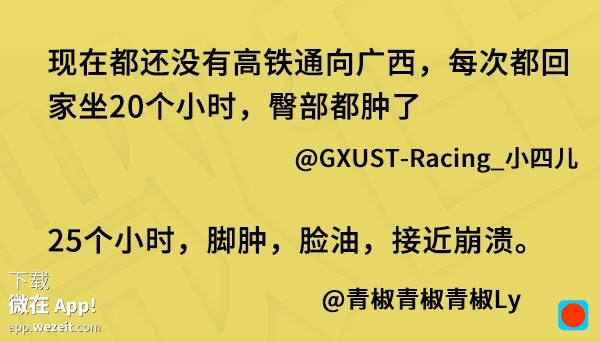 现在都还没有高铁通向广西，每次都回
家坐20个小时，臀部都肿了
@GXUST-Racing_小四儿
25个小时，脚肿，脸油，接近崩溃。
@青椒青椒青椒Ly
下载
微在 App!
app.wezeit.com